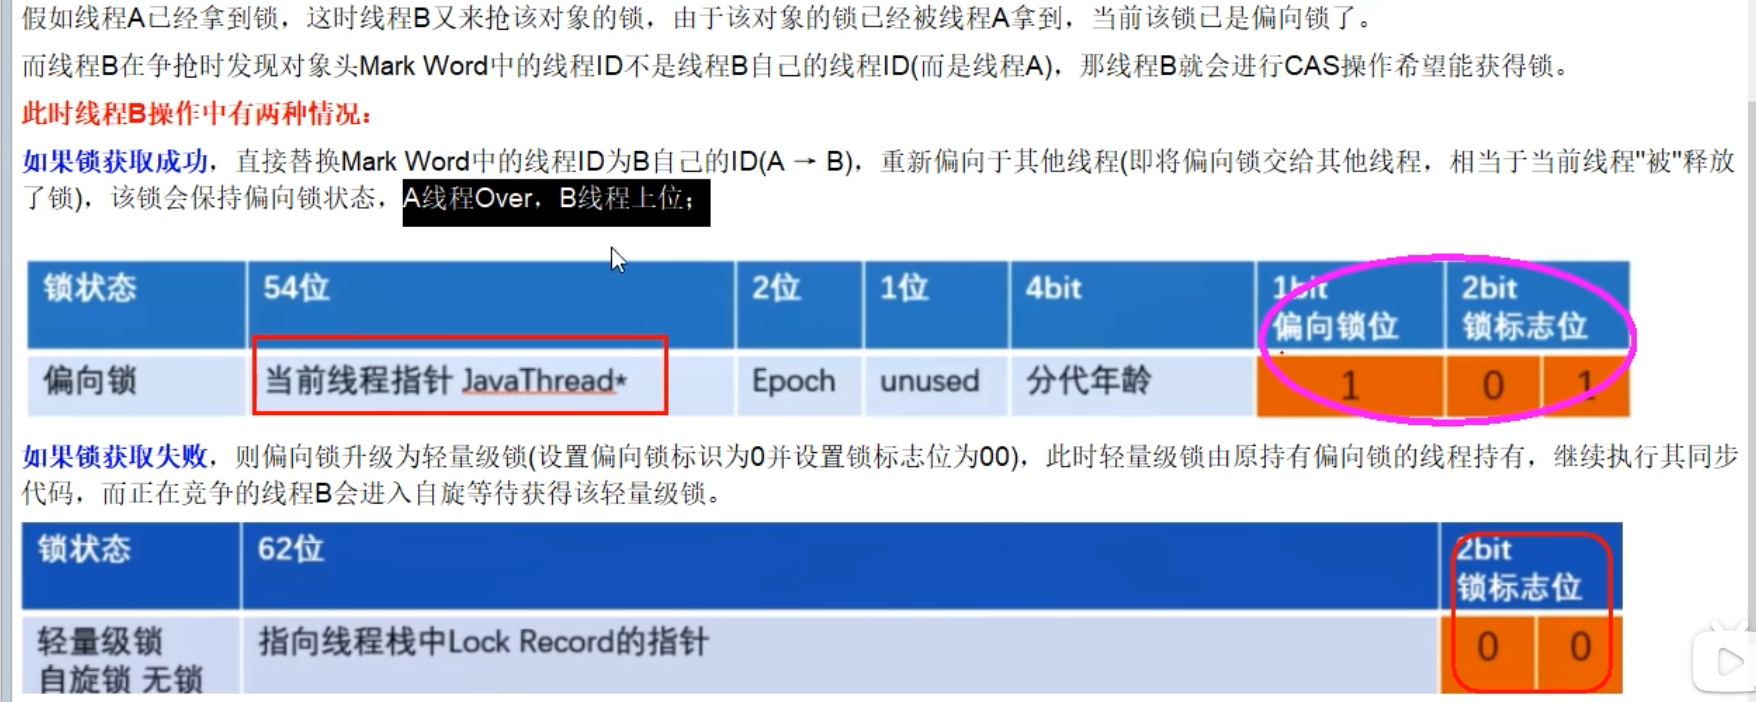 假如线程A已经拿到锁，这时线程B又来抢该对象的锁，由于该对象的锁已经被线程A拿到，当前该锁已是偏向锁了。
而线程B在争抢时发现对象头Mark Word中的线程ID不是线程B自己的线程ID(而是线程A)，那线程B就会进行CAS操作希望能获得锁。
此时线程B操作中有两种情况：
如果锁获取成功，直接替换Mark Word中的线程ID为B自己的ID(A → B)，重新偏向于其他线程(即将偏向锁交给其他线程，相当于当前线程"被"释放
了锁)，该锁会保持偏向锁状态，A线程Over，B线程上位；
锁状态 54位 2位 1位 4bit 1bit 2bit
偏向锁位 锁标志位
偏向锁 当前线程指针 JavaThread* Epoch unused 分代年龄 1 0 1
如果锁获取失败，则偏向锁升级为轻量级锁(设置偏向锁标识为0并设置锁标志位为00)，此时轻量级锁由原持有偏向锁的线程持有，继续执行其同步
代码，而正在竞争的线程B会进入自旋等待获得该轻量级锁。
锁状态 62位 2bit
锁标志位
轻量级锁 指向线程栈中Lock Record的指针 0 0
自旋锁 无锁